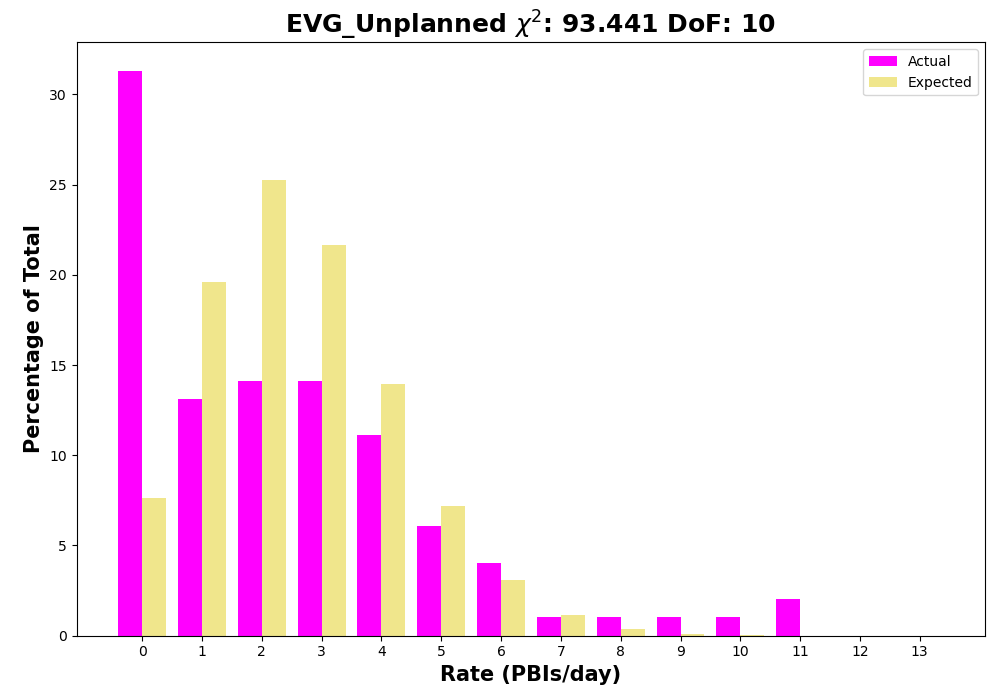 EVG_Unplanned χ²: 93.441 DoF: 10
Actual
Expected
Percentage of Total
30
25
20
15
10
5
0
0 1 2 3 4 5 6 7 8 9 10 11 12 13
Rate (PBIs/day)